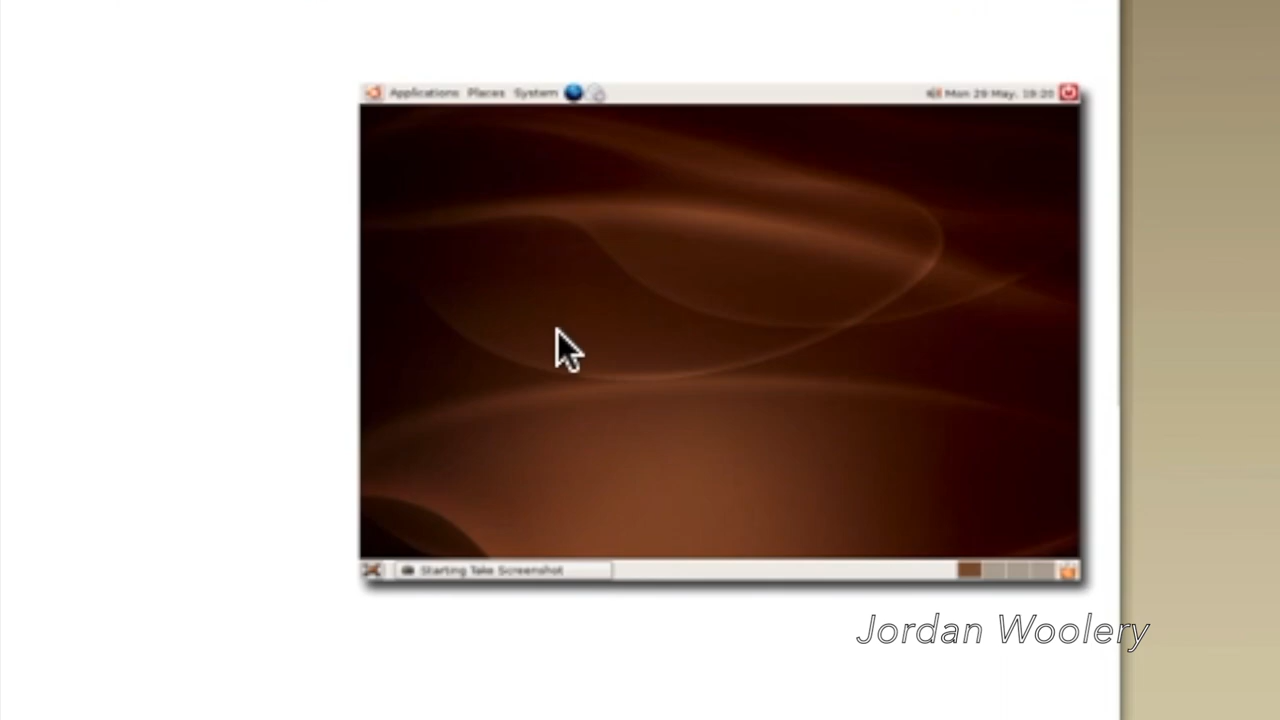 Applications Places System Mon 29 May, 19:20
Starting Take Screenshot
Jordan Woolery